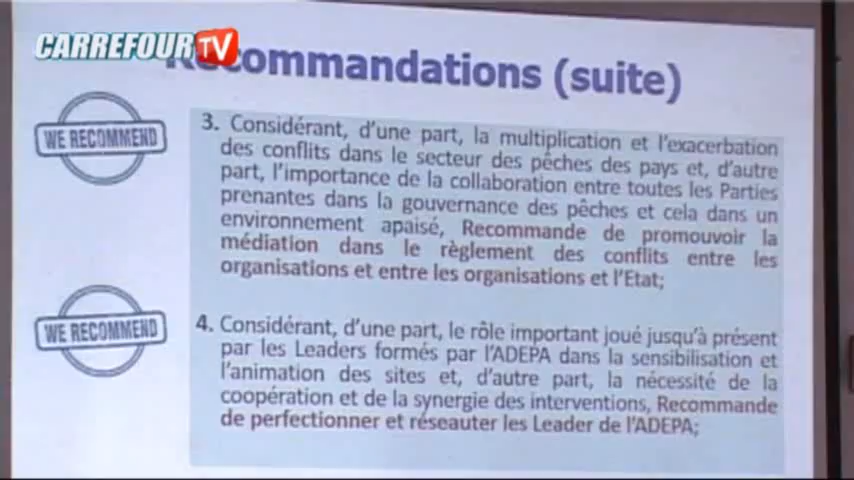 CARREFOUR TV
Recommandations (suite)
WE RECOMMEND
3. Considérant, d'une part, la multiplication et l'exacerbation
des conflits dans le secteur des pêches des pays et, d'autre
part, l'importance de la collaboration entre toutes les Parties
prenantes dans la gouvernance des pêches et cela dans un
environnement apaisé, Recommande de promouvoir la
médiation dans le règlement des conflits entre les
organisations et entre les organisations et l'Etat;
WE RECOMMEND
4. Considérant, d'une part, le rôle important joué jusqu'à présent
par les Leaders formés par l'ADEPA dans la sensibilisation et
l'animation des sites et, d'autre part, la nécessité de la
coopération et de la synergie des interventions, Recommande
de perfectionner et réseauter les Leader de l'ADEPA;